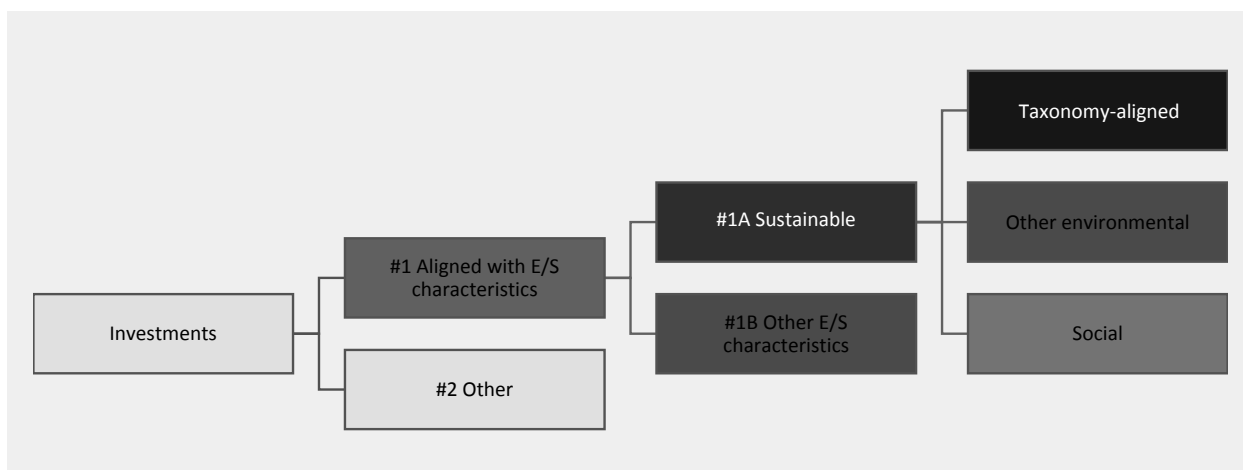 Taxonomy-aligned
#1A Sustainable
Other environmental
#1 Aligned with E/S
characteristics
Investments
#1B Other E/S
characteristics
Social
#2 Other